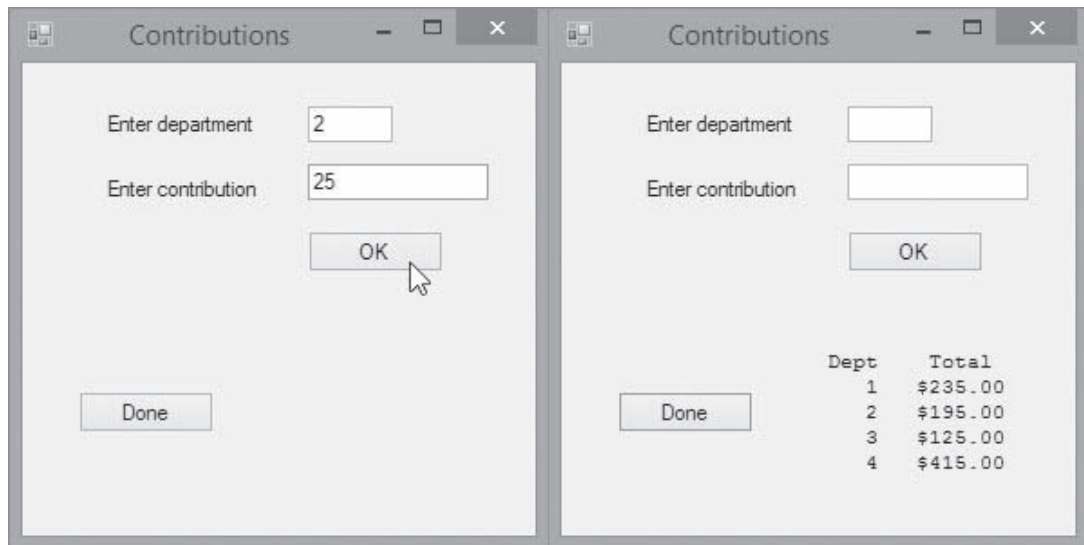 Contributions
Enter department 2
Enter contribution 25
OK
Done
Contributions
Enter department
Enter contribution
OK
Dept Total
1 $235.00
2 $195.00
3 $125.00
4 $415.00
Done